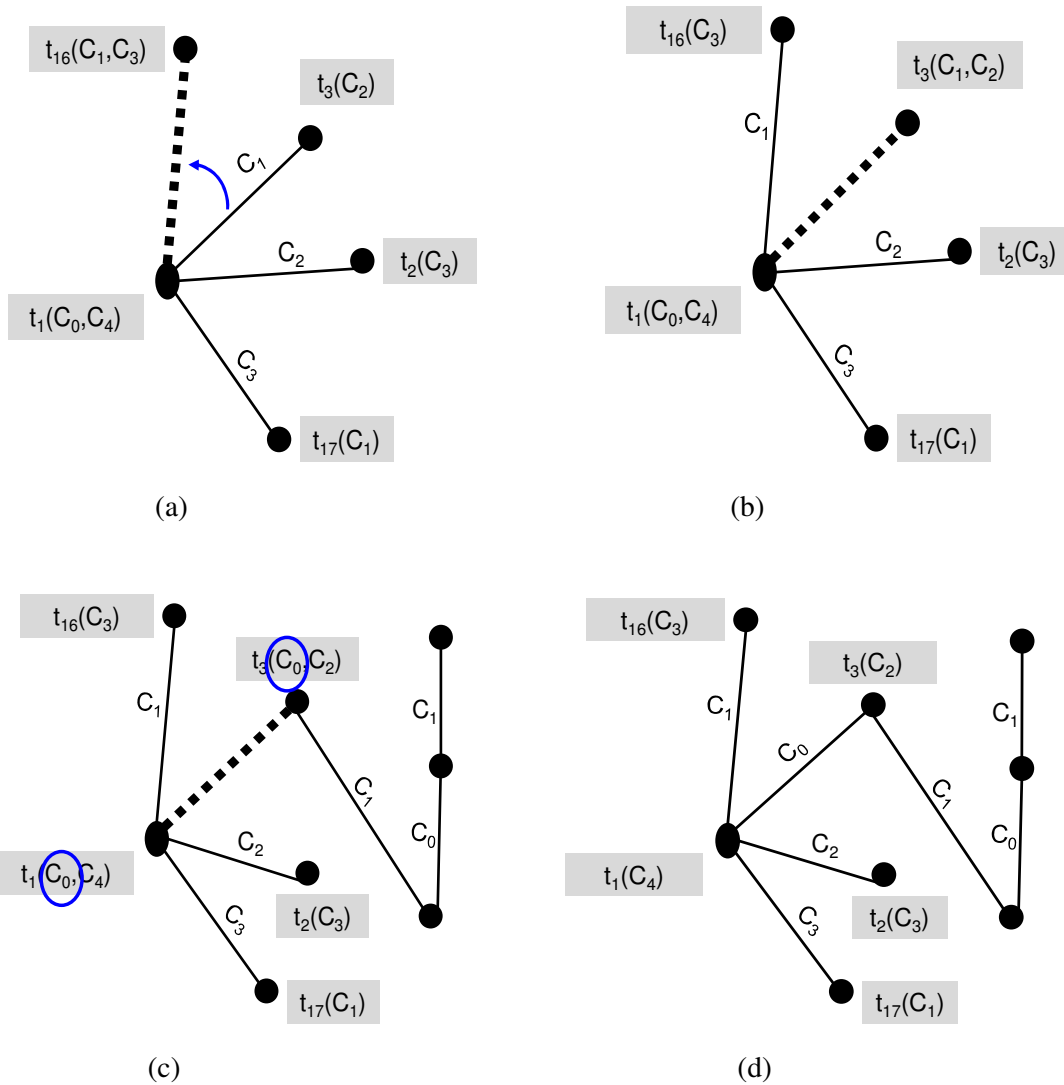 t₁₆(C₁,C₃)
t₃(C₂)
C₁
C₂
t₂(C₃)
t₁(C₀,C₄)
C₃
t₁₇(C₁)
(a)
t₁₆(C₃)
t₃(C₁,C₂)
C₁
C₂
t₂(C₃)
t₁(C₀,C₄)
C₃
t₁₇(C₁)
(b)
t₁₆(C₃)
t₃(C₀,C₂)
C₁
C₁
C₁
C₂
C₀
t₁(C₀,C₄)
t₂(C₃)
C₃
t₁₇(C₁)
(c)
t₁₆(C₃)
t₃(C₂)
C₁
C₀
C₁
C₁
C₂
C₀
t₁(C₄)
t₂(C₃)
C₃
t₁₇(C₁)
(d)